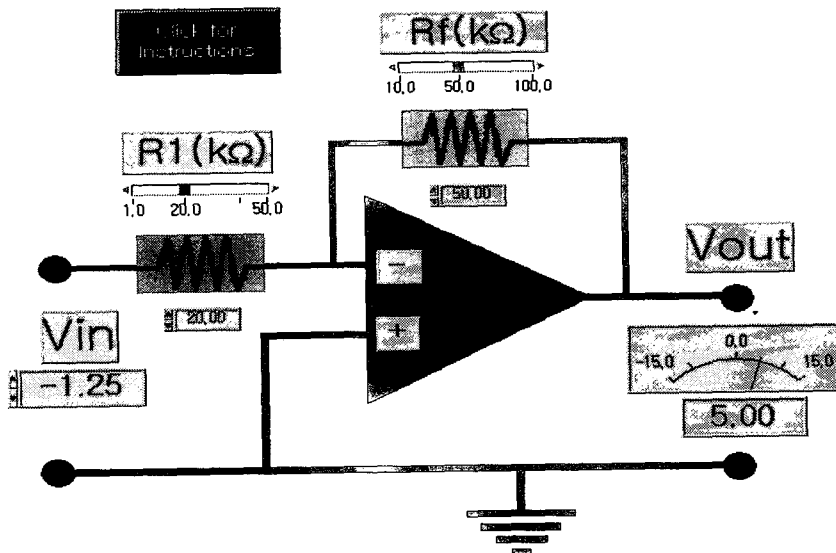 Click for
Instructions
Rf(kΩ)
10.0 50.0 100.0
50.00
R1(kΩ)
1.0 20.0 50.0
20.00
Vin
-1.25
-
+
Vout
-15.0 0.0 15.0
5.00